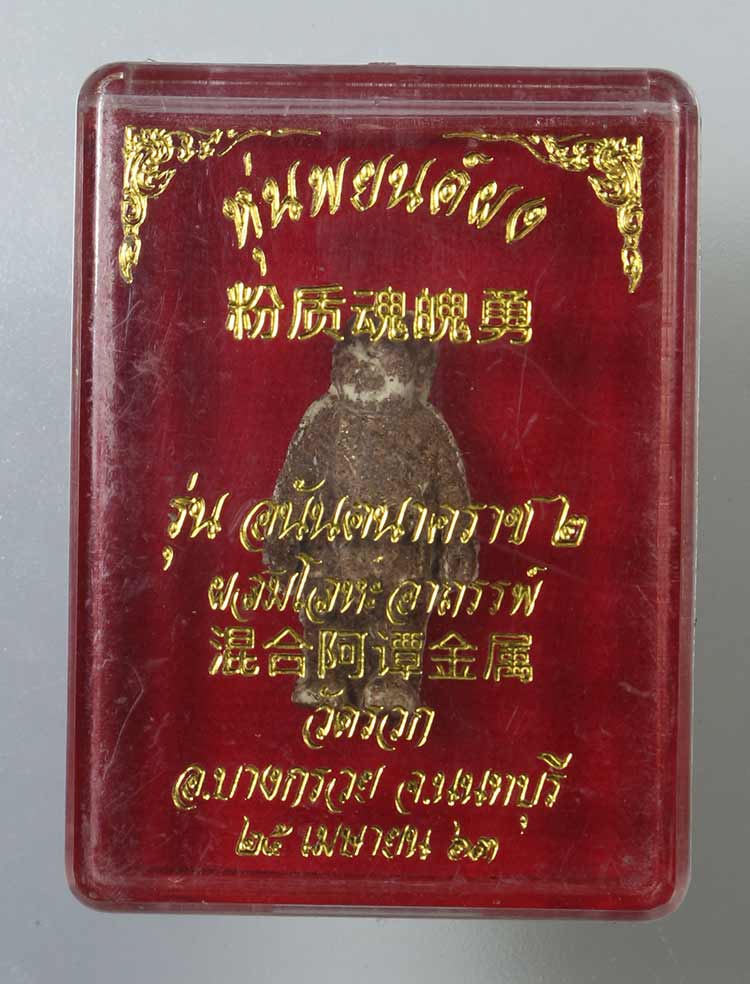 หุ่นพยนต์ผง
粉质魂魄勇
รุ่น อนันตนาคราช ๒
ผสมโลหะอาถรรพ์
混合阿谭金属
วัดรวก
อ.บางกรวย จ.นนทบุรี
๒๕ เมษายน ๖๓